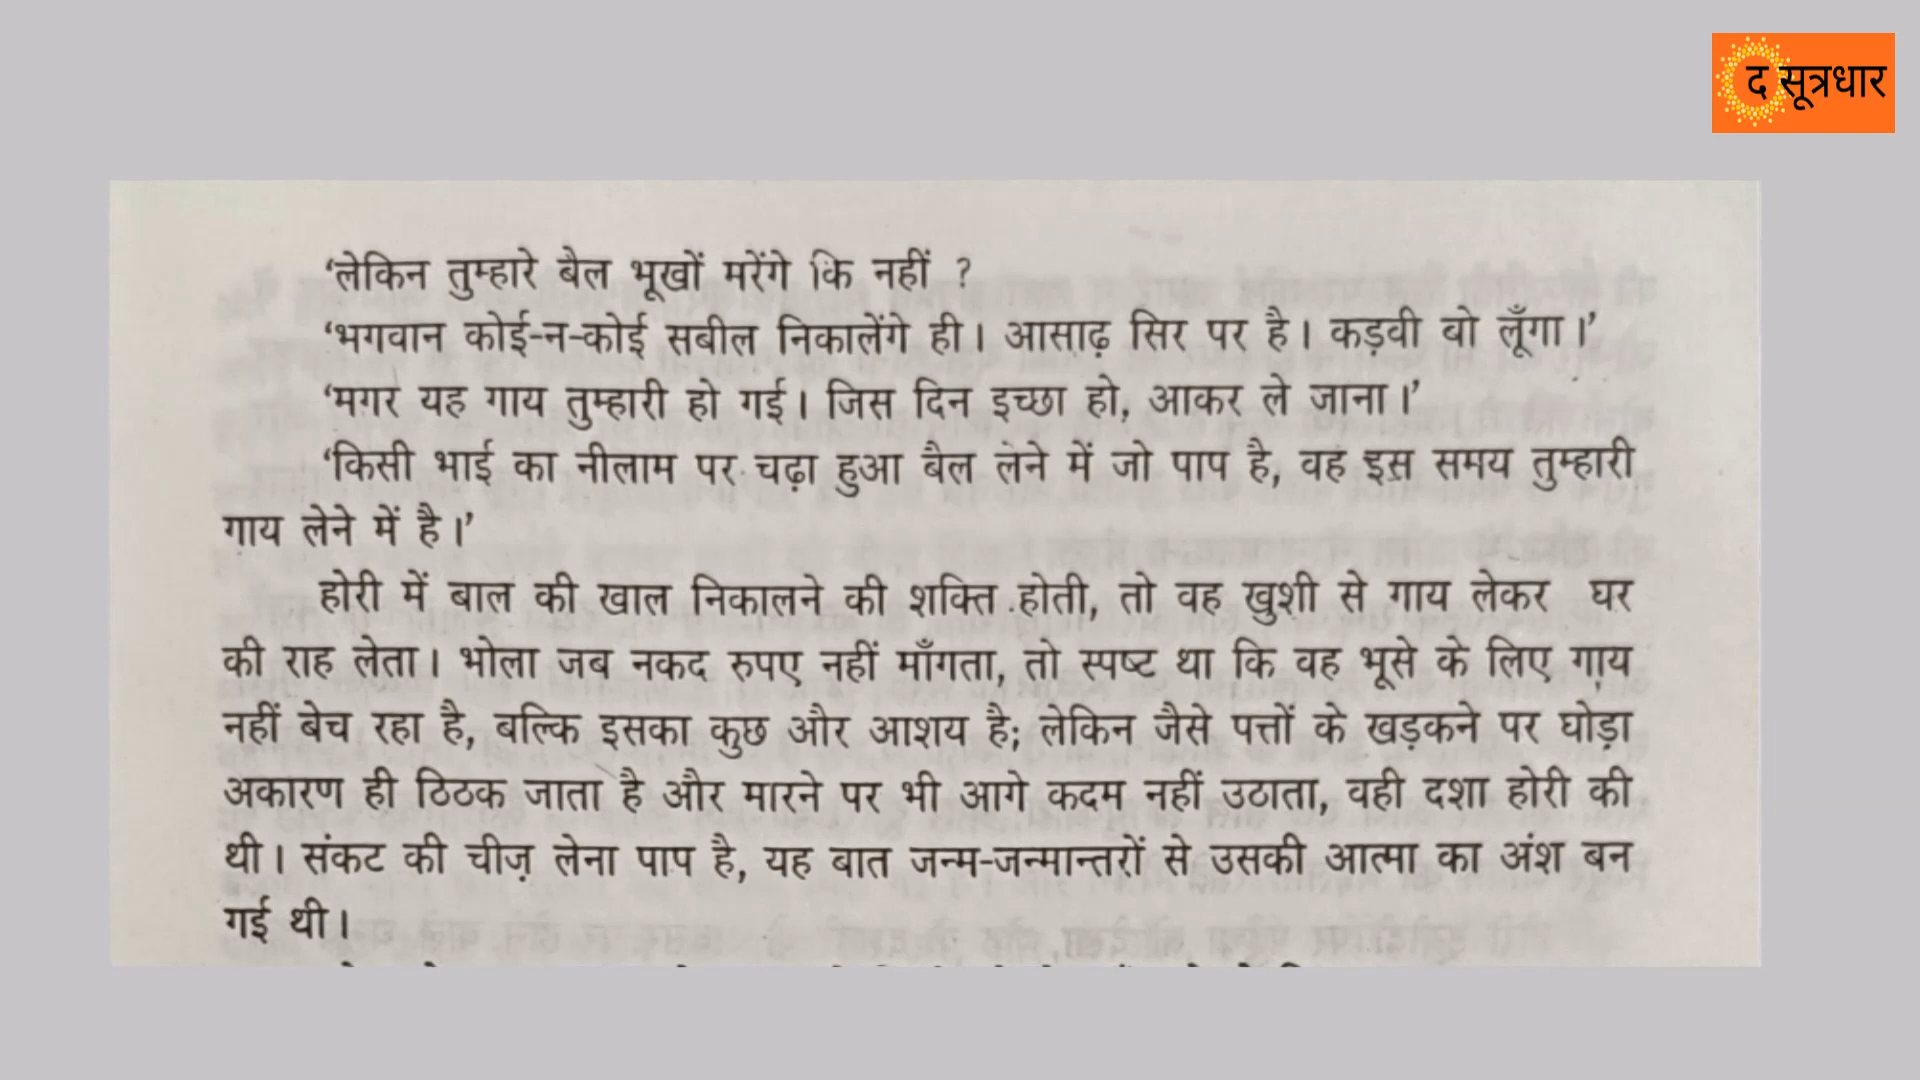 द सूत्रधार
‘लेकिन तुम्हारे बैल भूखों मरेंगे कि नहीं ?
‘भगवान कोई-न-कोई सबील निकालेंगे ही। आसाढ़ सिर पर है। कड़वी बो लूँगा।’
‘मगर यह गाय तुम्हारी हो गई। जिस दिन इच्छा हो, आकर ले जाना।’
‘किसी भाई का नीलाम पर चढ़ा हुआ बैल लेने में जो पाप है, वह इस समय तुम्हारी
गाय लेने में है।’
होरी में बाल की खाल निकालने की शक्ति होती, तो वह खुशी से गाय लेकर घर
की राह लेता। भोला जब नकद रुपए नहीं माँगता, तो स्पष्ट था कि वह भूसे के लिए गाय
नहीं बेच रहा है, बल्कि इसका कुछ और आशय है; लेकिन जैसे पत्तों के खड़कने पर घोड़ा
अकारण ही ठिठक जाता है और मारने पर भी आगे कदम नहीं उठाता, वही दशा होरी की
थी। संकट की चीज़ लेना पाप है, यह बात जन्म-जन्मान्तरों से उसकी आत्मा का अंश बन
गई थी।